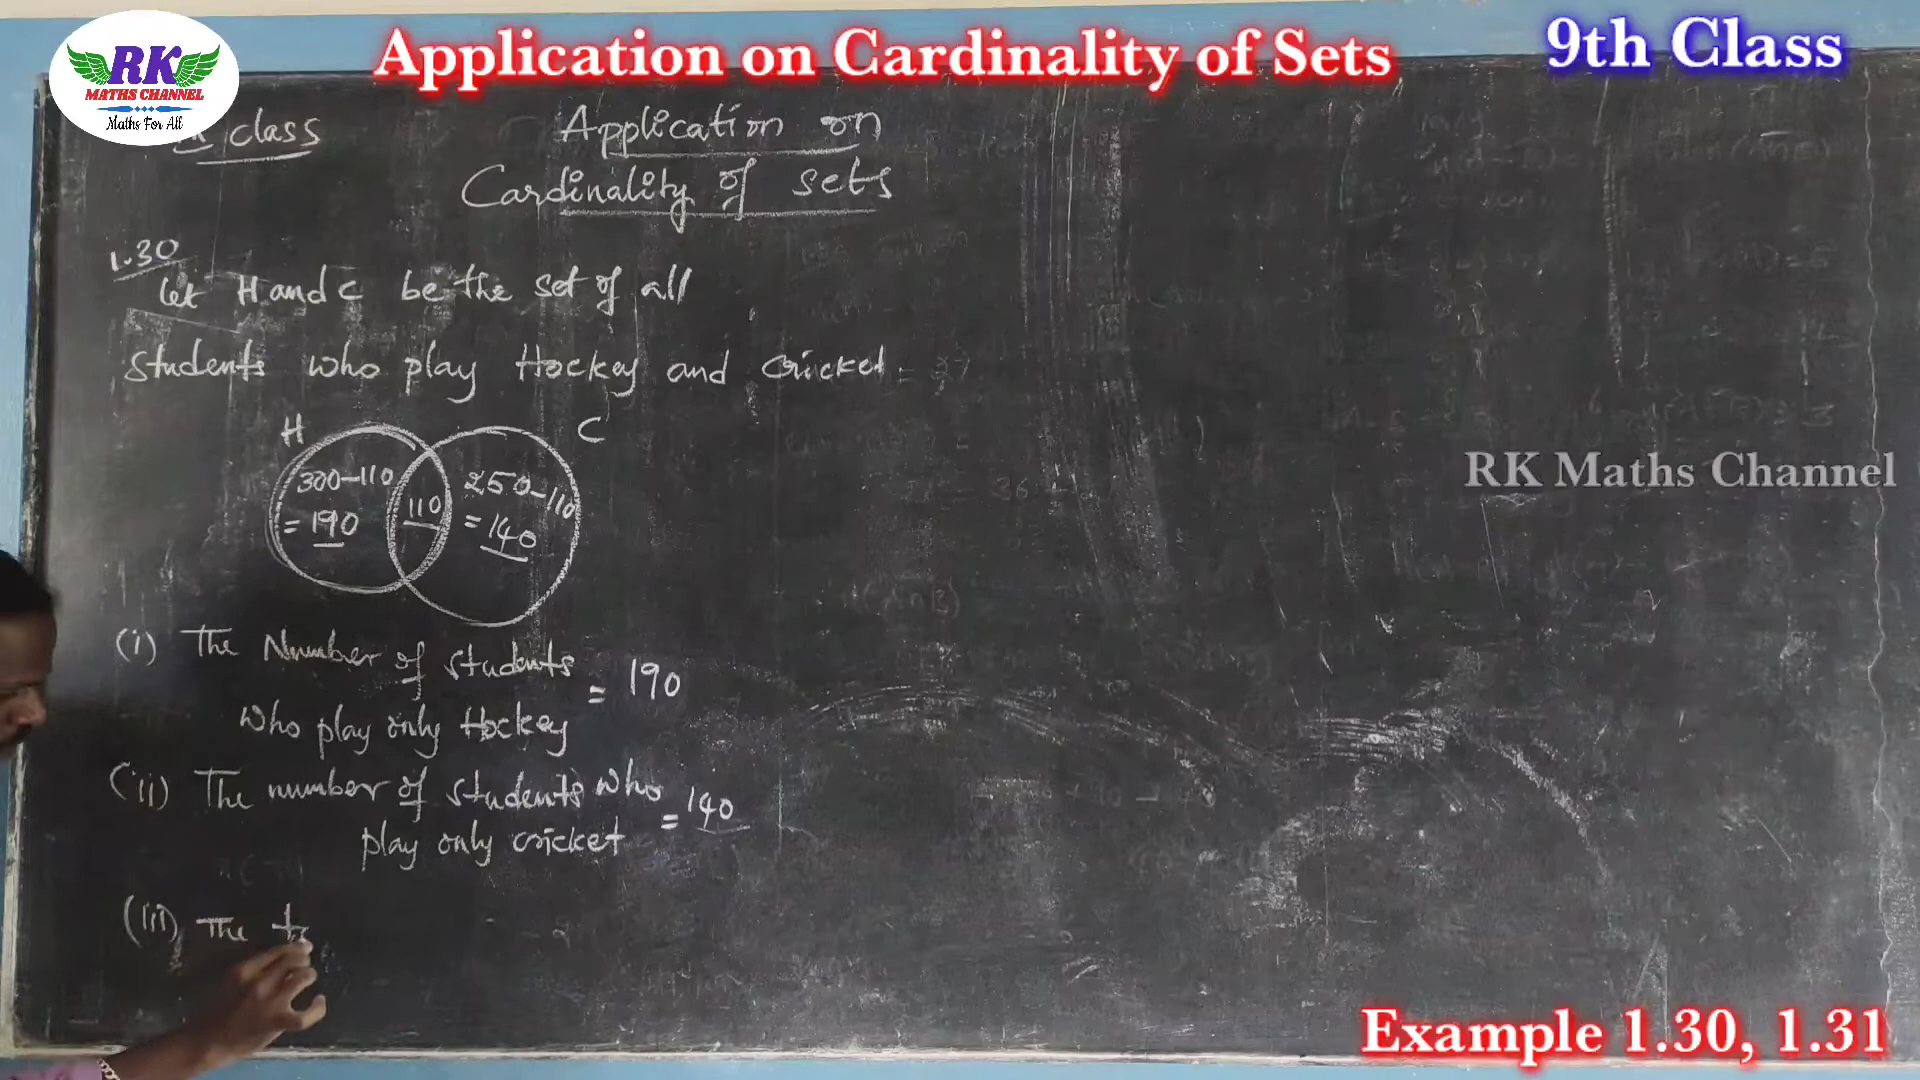 Application on Cardinality of Sets
9th Class
RK
MATHS CHANNEL
Maths For All
class
Application on
Cardinality of sets
1.30
Let H and C be the set of all
students who play Hockey and cricket
H
C
300-110
= 190
110
250-110
= 140
(i) The Number of students
who play only Hockey
= 190
(ii) The number of students who
play only cricket
= 140
(iii) The
RK Maths Channel
Example 1.30, 1.31